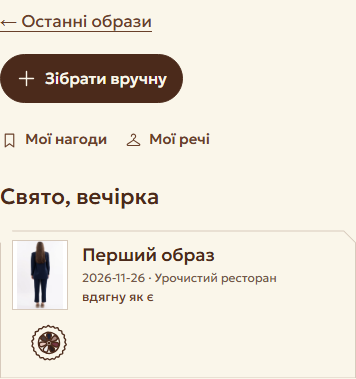 ← Останні образи
+ Зібрати вручну
Мої нагоди Мої речі
Свято, вечірка
Перший образ
2026-11-26 · Урочистий ресторан
вдягну як є